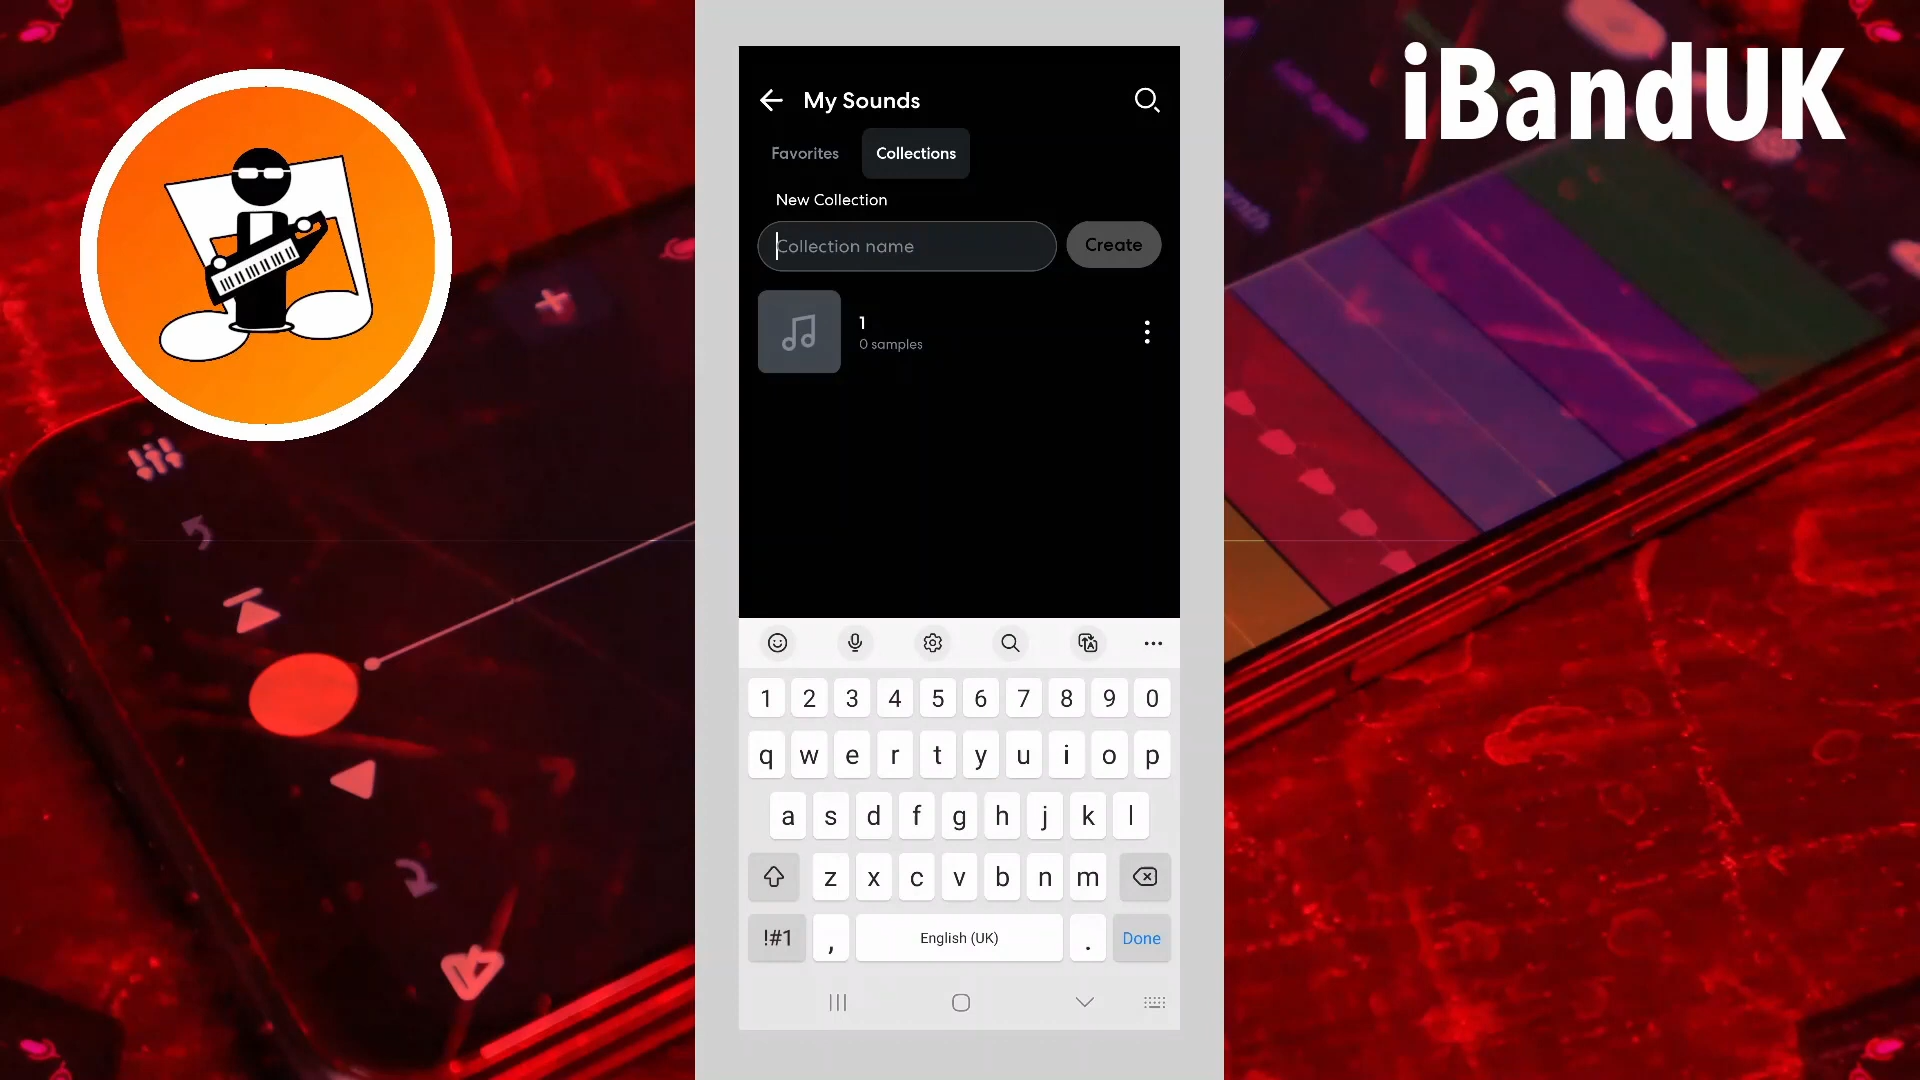 iBandUK
My Sounds
Favorites Collections
New Collection
Collection name Create
1
0 samples
1 2 3 4 5 6 7 8 9 0
q w e r t y u i o p
a s d f g h j k l
z x c v b n m
!#1 , English (UK) . Done